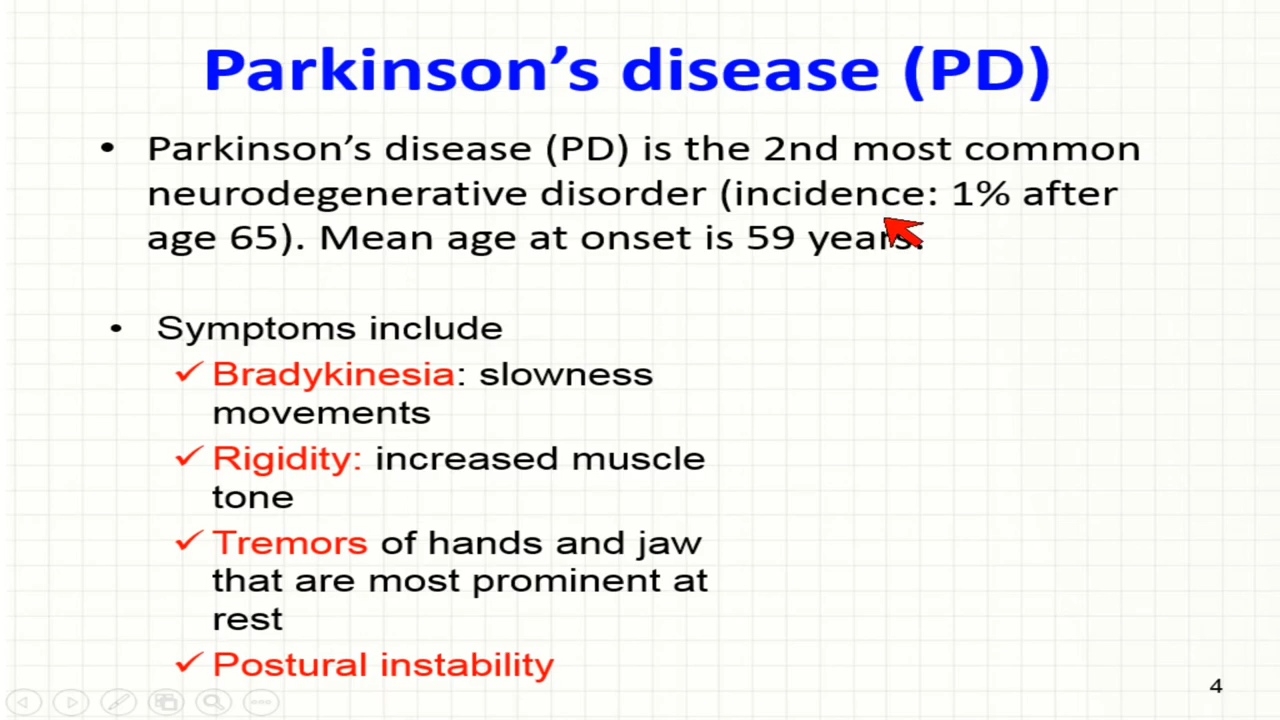 Parkinson's disease (PD)
• Parkinson's disease (PD) is the 2nd most common
neurodegenerative disorder (incidence: 1% after
age 65). Mean age at onset is 59 years.
• Symptoms include
✓ Bradykinesia: slowness
movements
✓ Rigidity: increased muscle
tone
✓ Tremors of hands and jaw
that are most prominent at
rest
✓ Postural instability
4